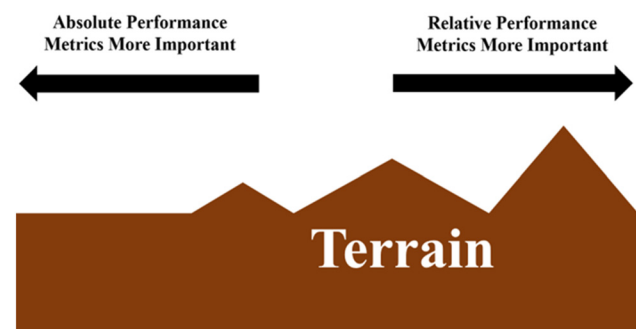 Absolute Performance
Metrics More Important
Relative Performance
Metrics More Important
Terrain